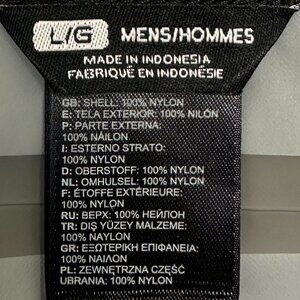 L/G MENS/HOMMES
MADE IN INDONESIA
FABRIQUÉ EN INDONÉSIE
GB: SHELL: 100% NYLON
E: TELA EXTERIOR: 100% NILÓN
P: PARTE EXTERNA:
100% NÁILON
I: ESTERNO STRATO:
100% NYLON
D: OBERSTOFF: 100% NYLON
NL: OMHULSEL: 100% NYLON
F: ÉTOFFE EXTÉRIEURE:
100% NYLON
RU: ВЕРХ: 100% НЕЙЛОН
TR: DIŞ YÜZEY MALZEME:
100% NAYLON
GR: ΕΞΩΤΕΡΙΚΗ ΕΠΙΦΑΝΕΙΑ:
100% ΝΑΙΛΟΝ
PL: ZEWNĘTRZNA CZĘŚĆ
UBRANIA: 100% NYLON